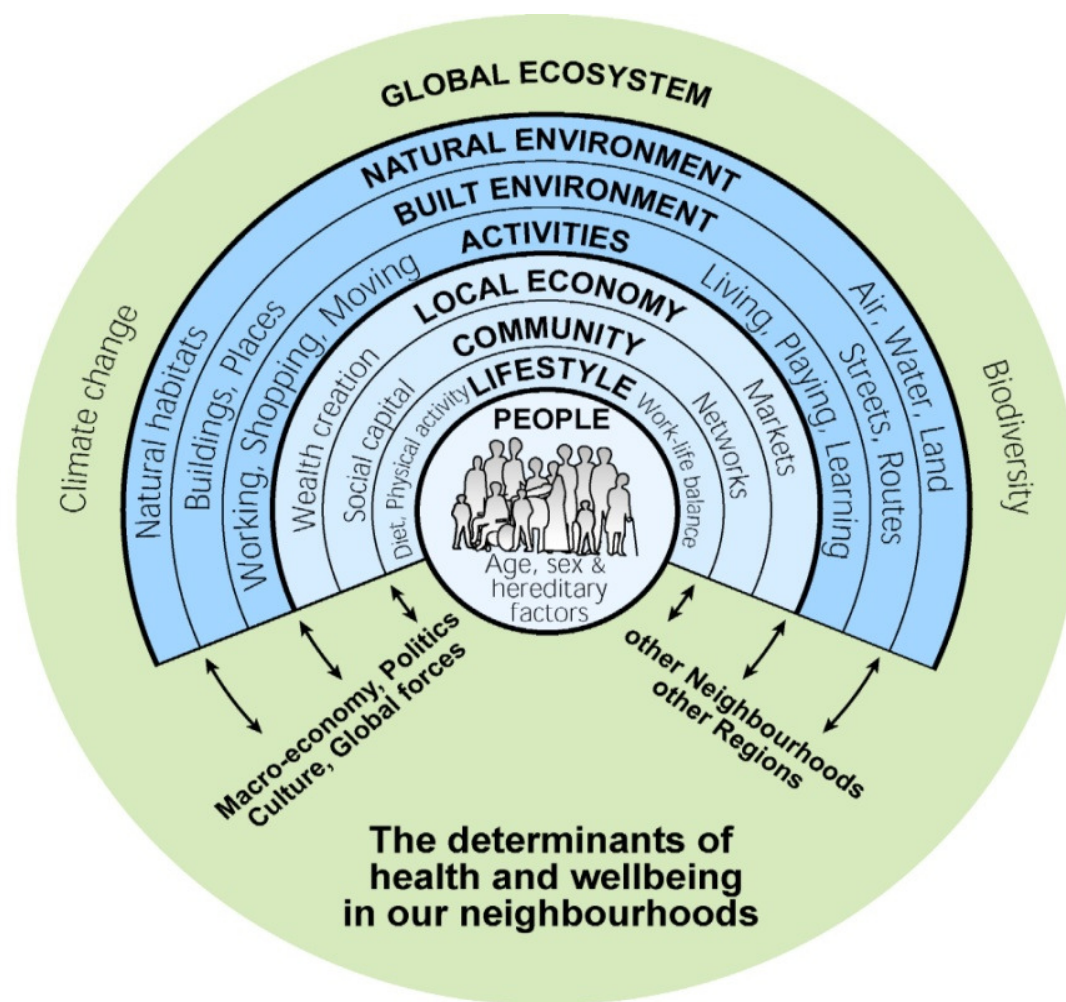 GLOBAL ECOSYSTEM
NATURAL ENVIRONMENT
BUILT ENVIRONMENT
ACTIVITIES
LOCAL ECONOMY
COMMUNITY
LIFESTYLE
PEOPLE
Age, sex &
hereditary
factors
Climate change
Natural habitats
Buildings, Places
Working, Shopping, Moving
Wealth creation
Social capital
Diet, Physical activity
Work-life balance
Networks
Markets
Living, Playing, Learning
Streets, Routes
Air, Water, Land
Biodiversity
Macro-economy, Politics
Culture, Global forces
other Neighbourhoods
other Regions
The determinants of
health and wellbeing
in our neighbourhoods